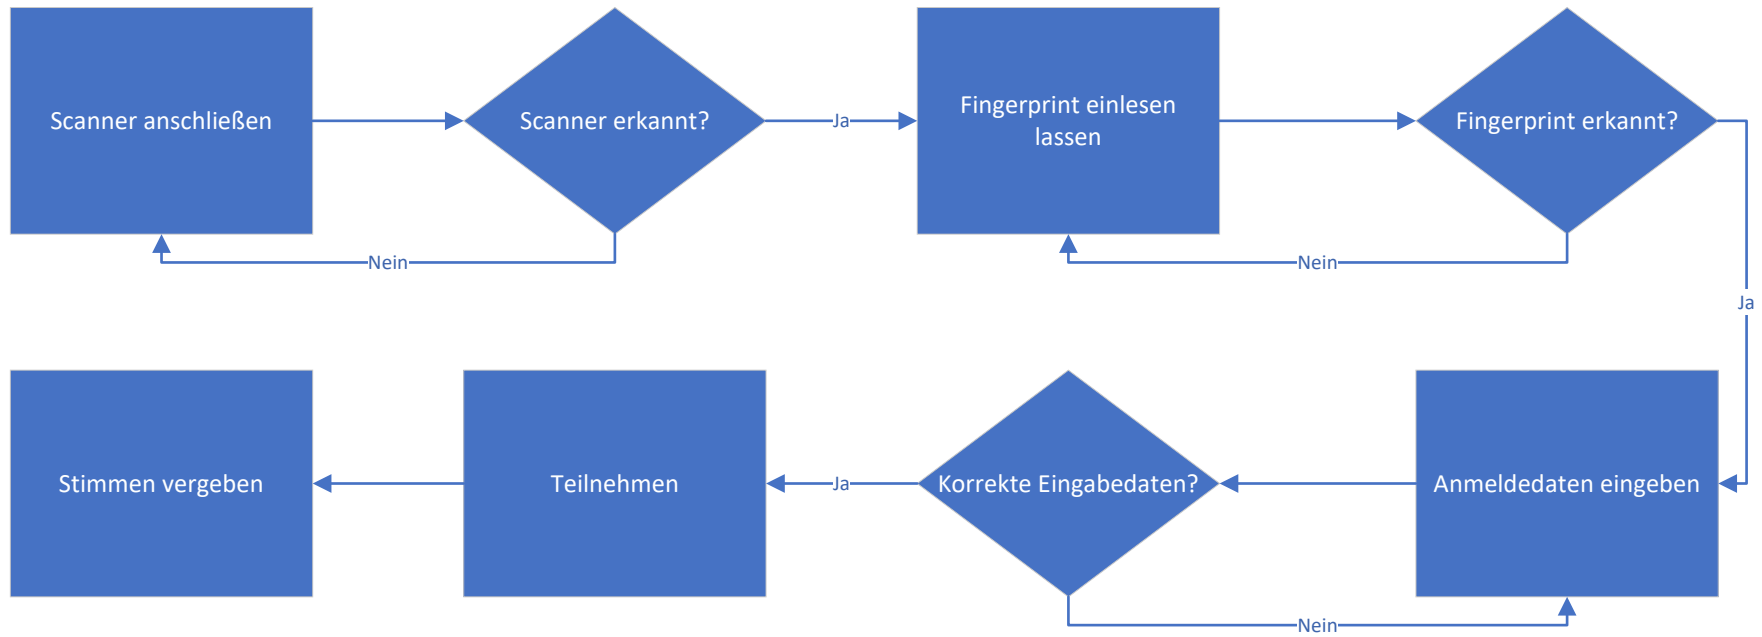 Scanner anschließen
Scanner erkannt?
Ja
Fingerprint einlesen
lassen
Fingerprint erkannt?
Nein
Nein
Ja
Stimmen vergeben
Teilnehmen
Ja
Korrekte Eingabedaten?
Anmeldedaten eingeben
Nein